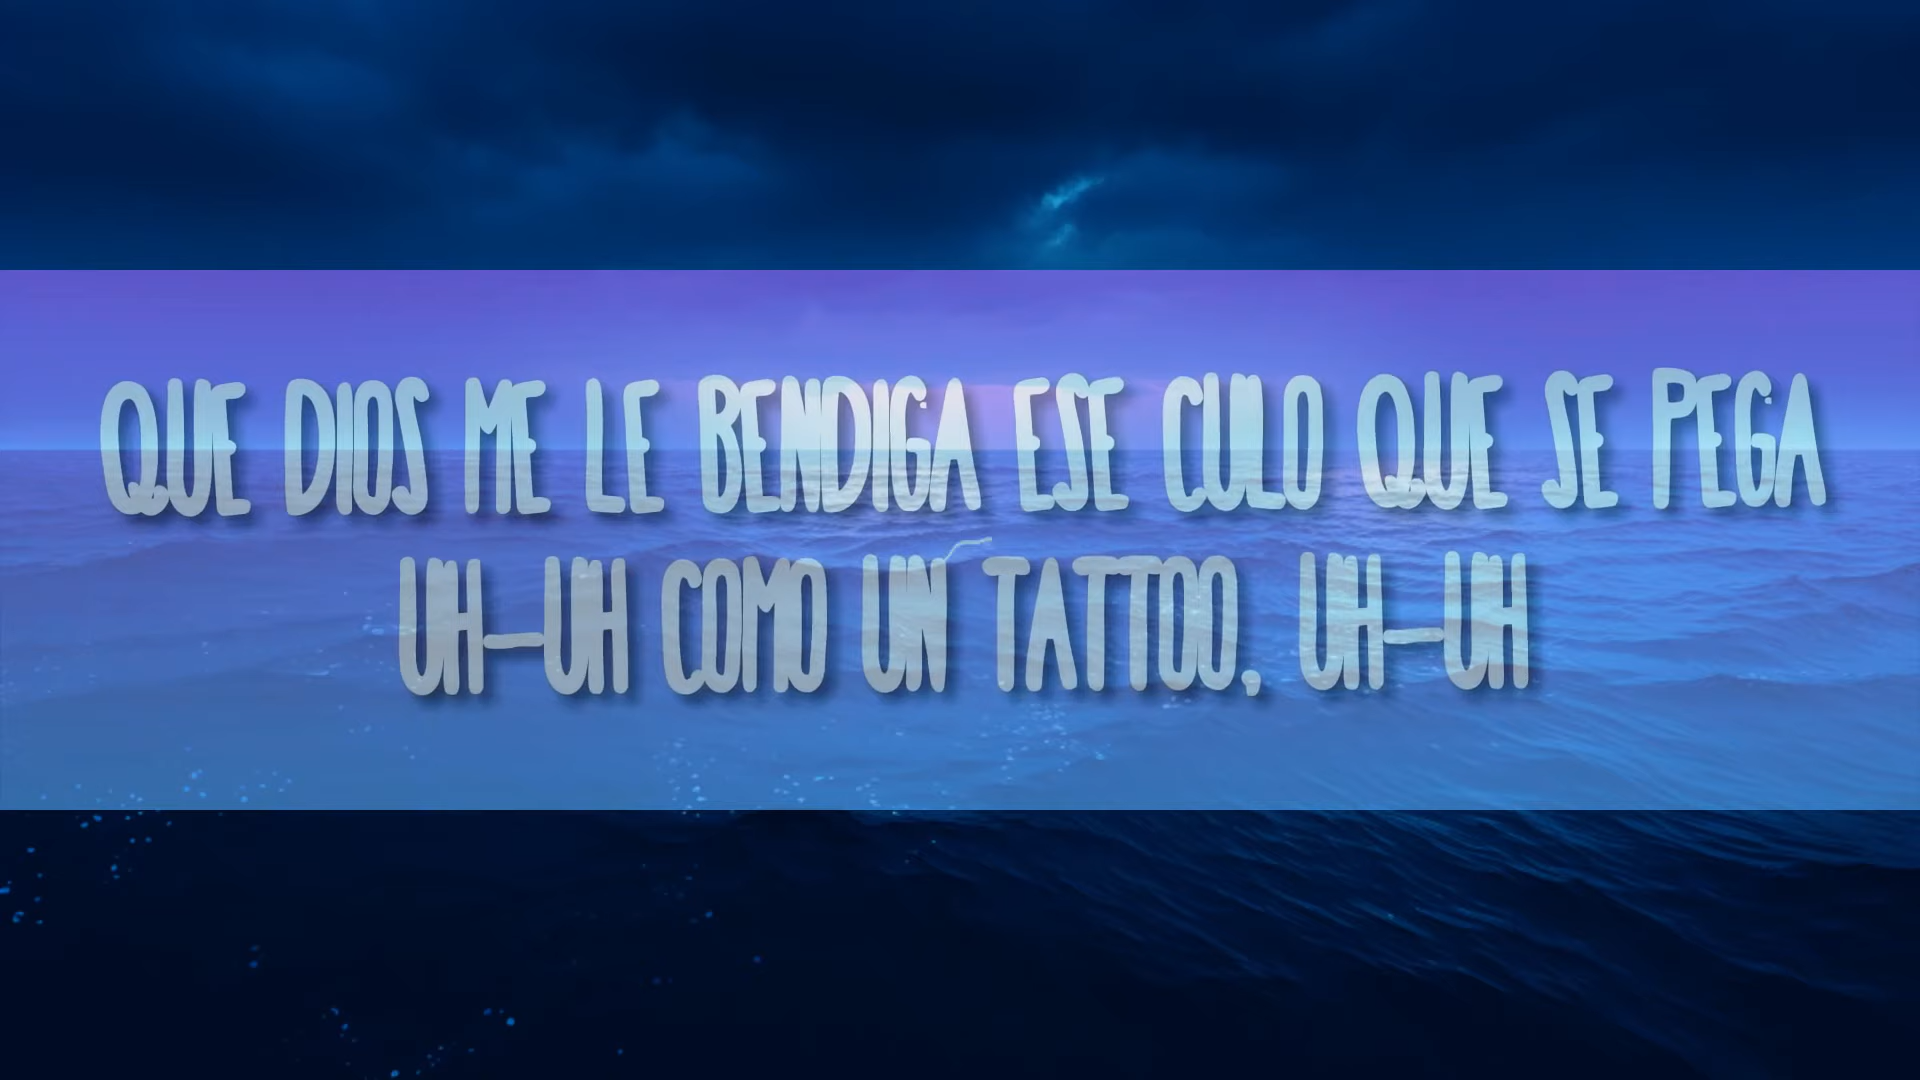 QUE DIOS ME LE BENDIGA ESE CULO QUE SE PEGA
UH-UH COMO UN TATTOO, UH-UH